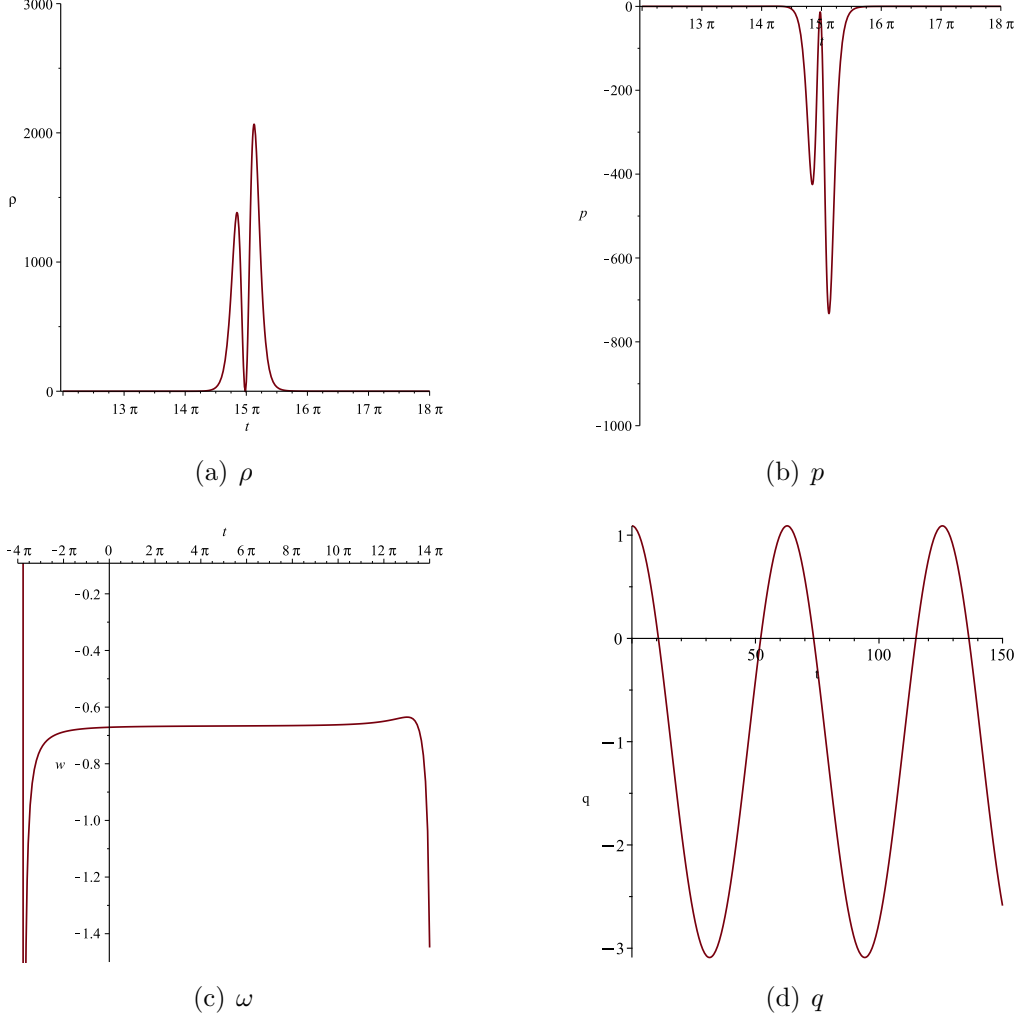 3000
2000
ρ
1000
0
13 π 14 π 15 π 16 π 17 π 18 π
t
(a) ρ
0
13 π 14 π 15 π 16 π 17 π 18 π
t
-200
-400
p
-600
-800
-1000
(b) p
t
-4 π -2 π 0 2 π 4 π 6 π 8 π 10 π 12 π 14 π
-0.2
-0.4
-0.6
w -0.8
-1.0
-1.2
-1.4
(c) ω
1
0
50 100 150
t
-1
q
-2
-3
(d) q